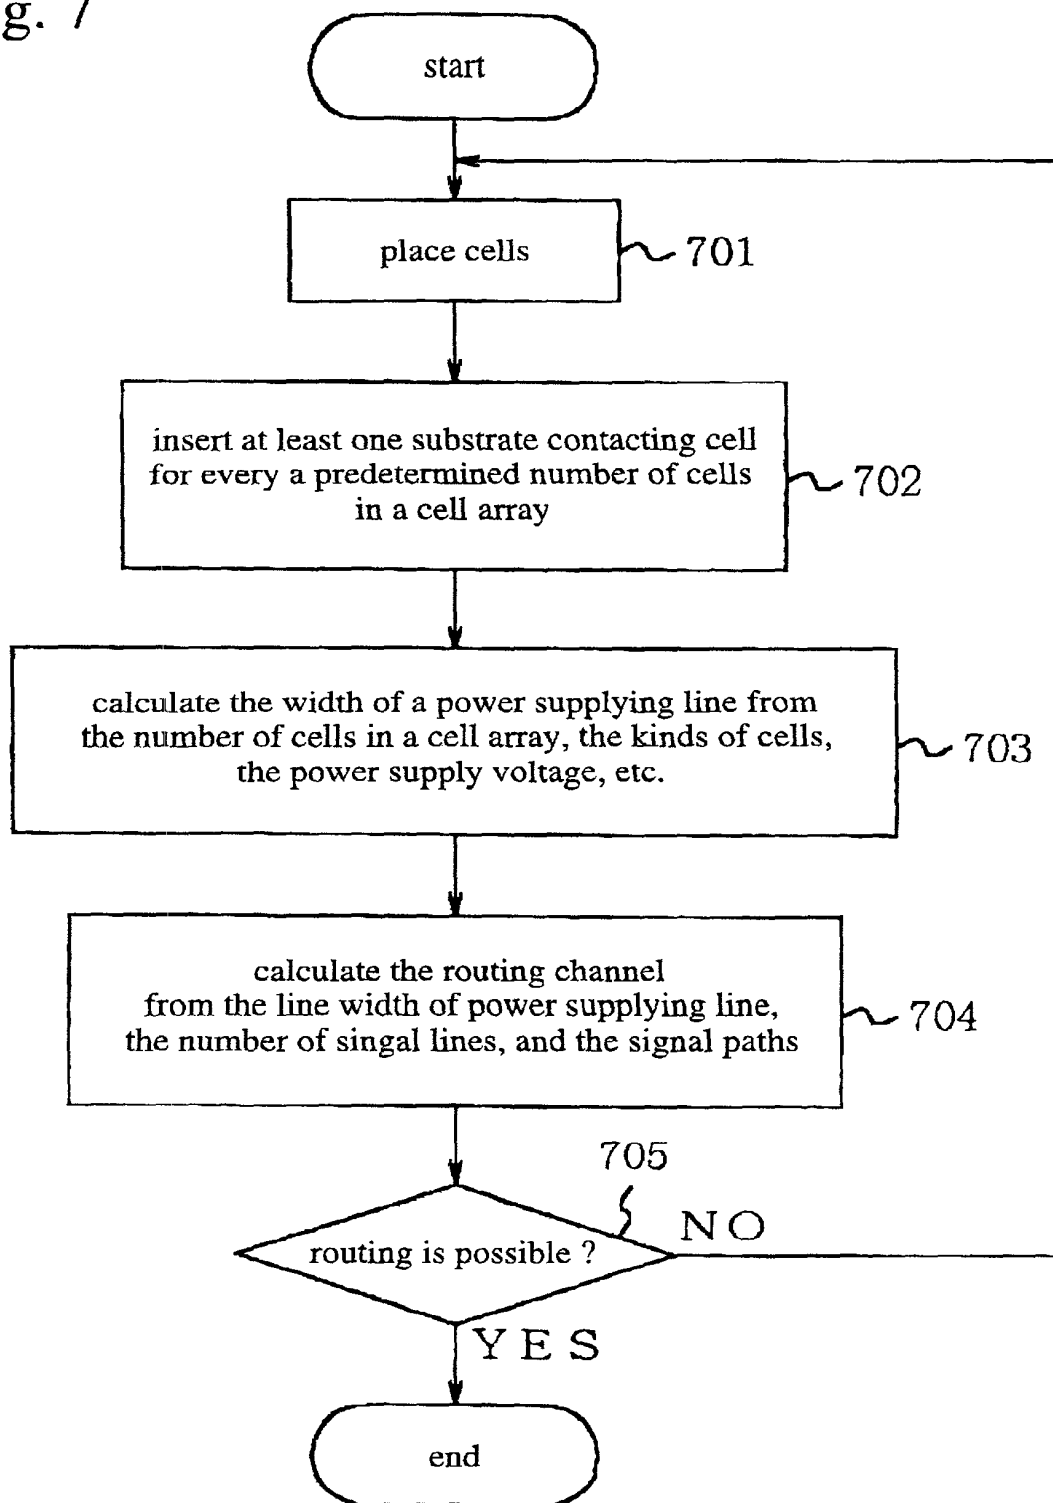 g. 7
start
place cells
701
insert at least one substrate contacting cell
for every a predetermined number of cells
in a cell array
702
calculate the width of a power supplying line from
the number of cells in a cell array, the kinds of cells,
the power supply voltage, etc.
703
calculate the routing channel
from the line width of power supplying line,
the number of singal lines, and the signal paths
704
705
routing is possible ?
NO
YES
end